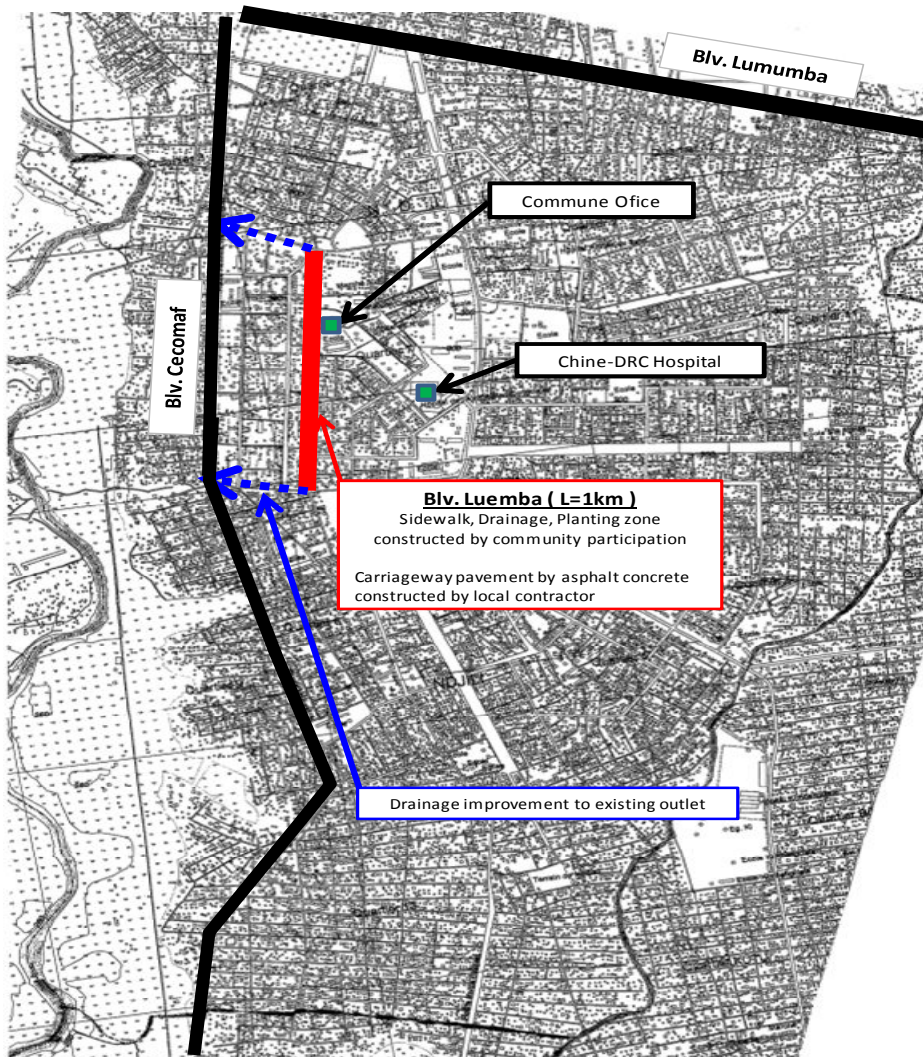 Blv. Lumumba
Commune Ofice
Blv. Cecomaf
Chine-DRC Hospital
Blv. Luemba ( L=1km )
Sidewalk, Drainage, Planting zone
constructed by community participation
Carriageway pavement by asphalt concrete
constructed by local contractor
NDJILI
Drainage improvement to existing outlet